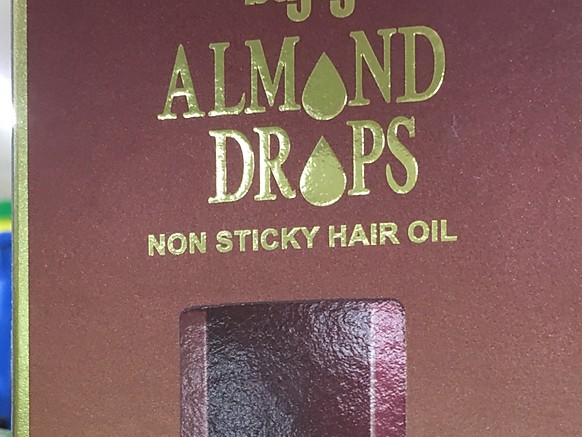 ALMOND
DROPS
NON STICKY HAIR OIL